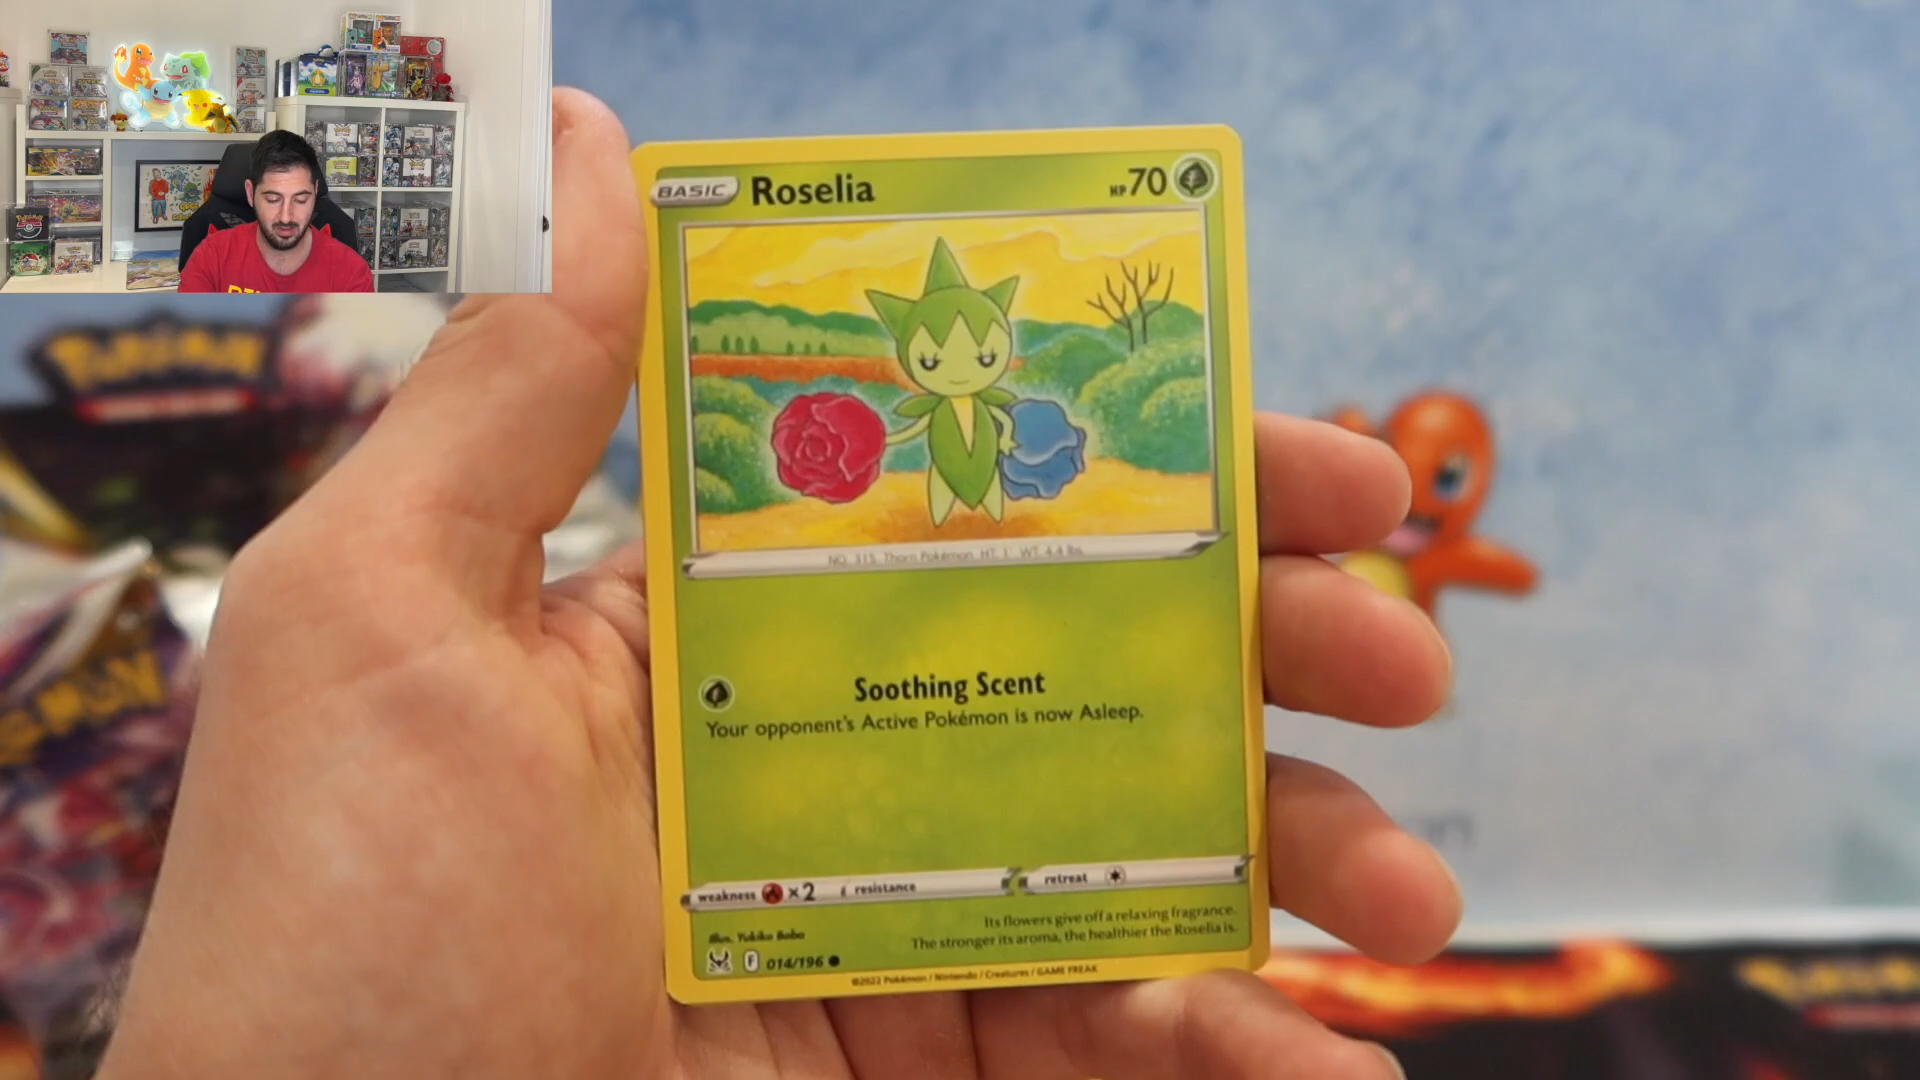 BASIC Roselia HP 70
NO. 315 Thorn Pokémon HT: 1' WT: 4.4 lbs.
Soothing Scent
Your opponent's Active Pokémon is now Asleep.
weakness ×2 resistance retreat
Its flowers give off a relaxing fragrance.
The stronger its aroma, the healthier the Roselia is.
Illus. Yukiko Baba
F 014/196
©2022 Pokémon / Nintendo / Creatures / GAME FREAK
POKÉMON